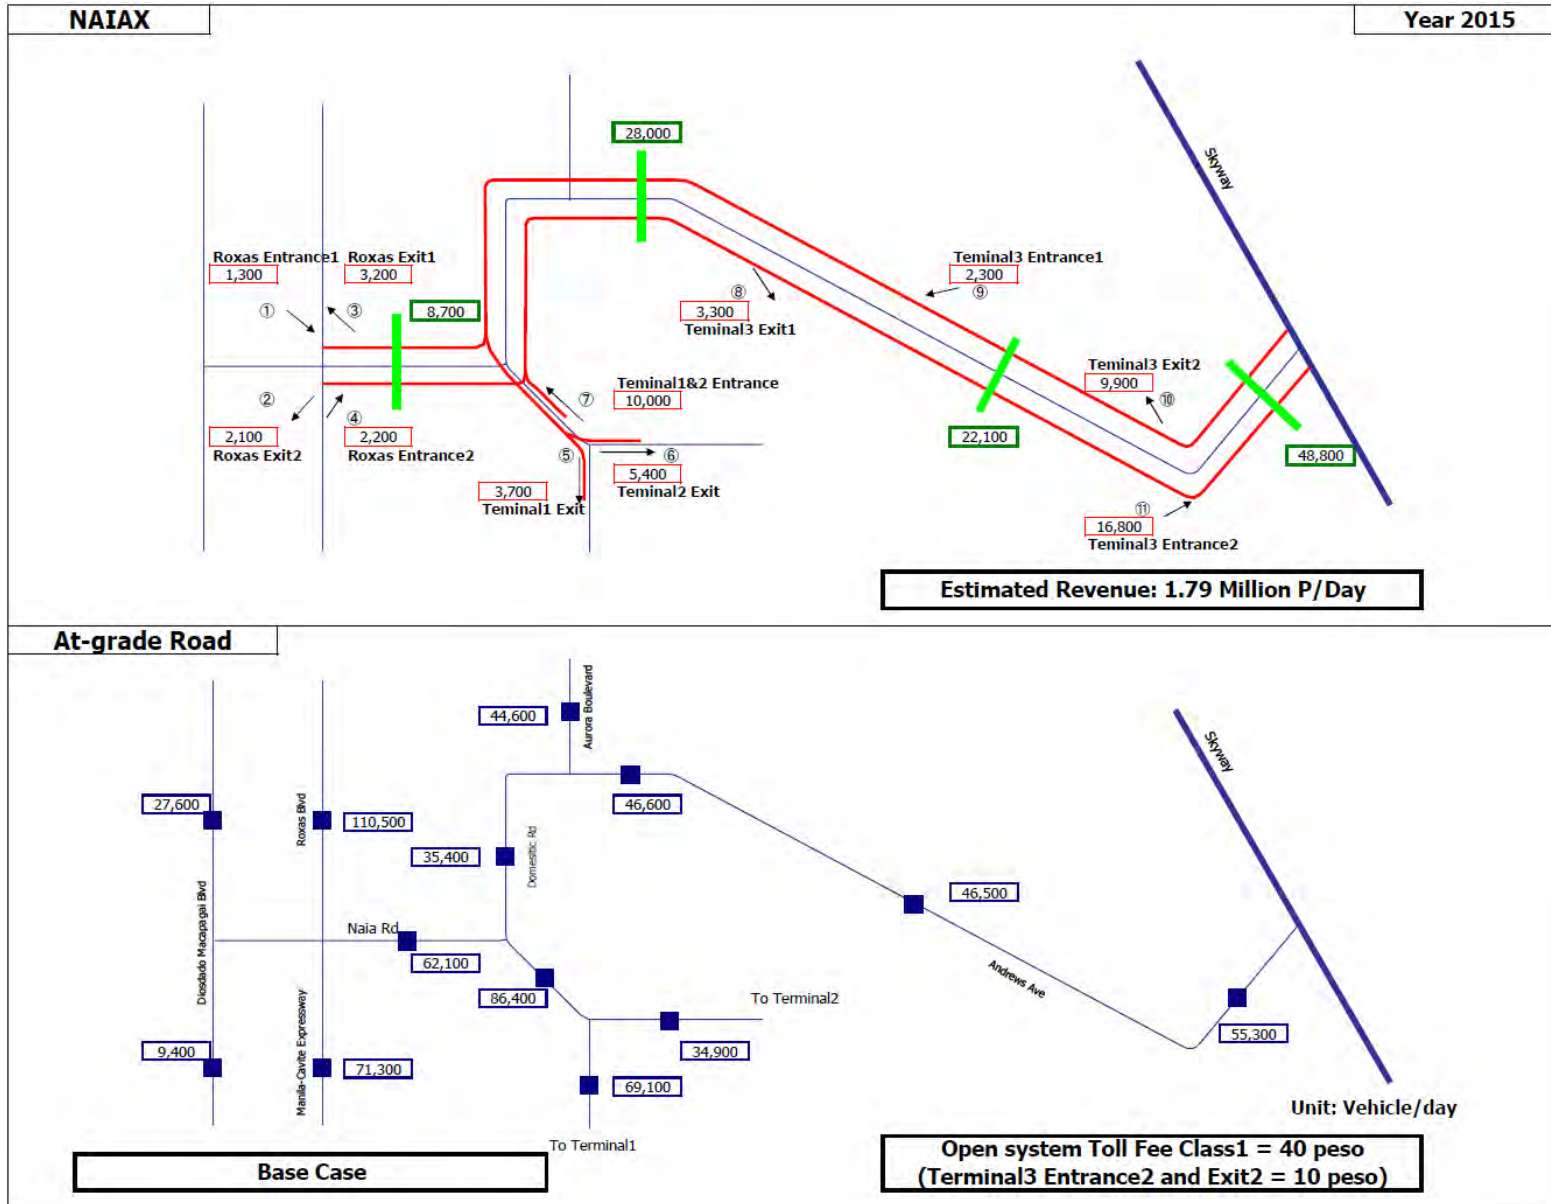 NAIAX
Year 2015
28,000
Skyway
Roxas Entrance1
1,300
Roxas Exit1
3,200
①
③
8,700
Teminal3 Entrance1
2,300
⑨
⑧
3,300
Teminal3 Exit1
Teminal3 Exit2
9,900
⑩
②
④
2,100
Roxas Exit2
2,200
Roxas Entrance2
⑦
Teminal1&2 Entrance
10,000
22,100
48,800
⑤
⑥
3,700
Teminal1 Exit
5,400
Teminal2 Exit
⑪
16,800
Teminal3 Entrance2
Estimated Revenue: 1.79 Million P/Day
At-grade Road
44,600
Aurora Boulevard
Skyway
27,600
Roxas Blvd
110,500
46,600
35,400
Domesitic Rd
46,500
Diosdado Macapagai Blvd
Naia Rd
62,100
86,400
Andrews Ave
To Terminal2
34,900
55,300
9,400
Manila-Cavite Expressway
71,300
69,100
To Terminal1
Unit: Vehicle/day
Base Case
Open system Toll Fee Class1 = 40 peso
(Terminal3 Entrance2 and Exit2 = 10 peso)